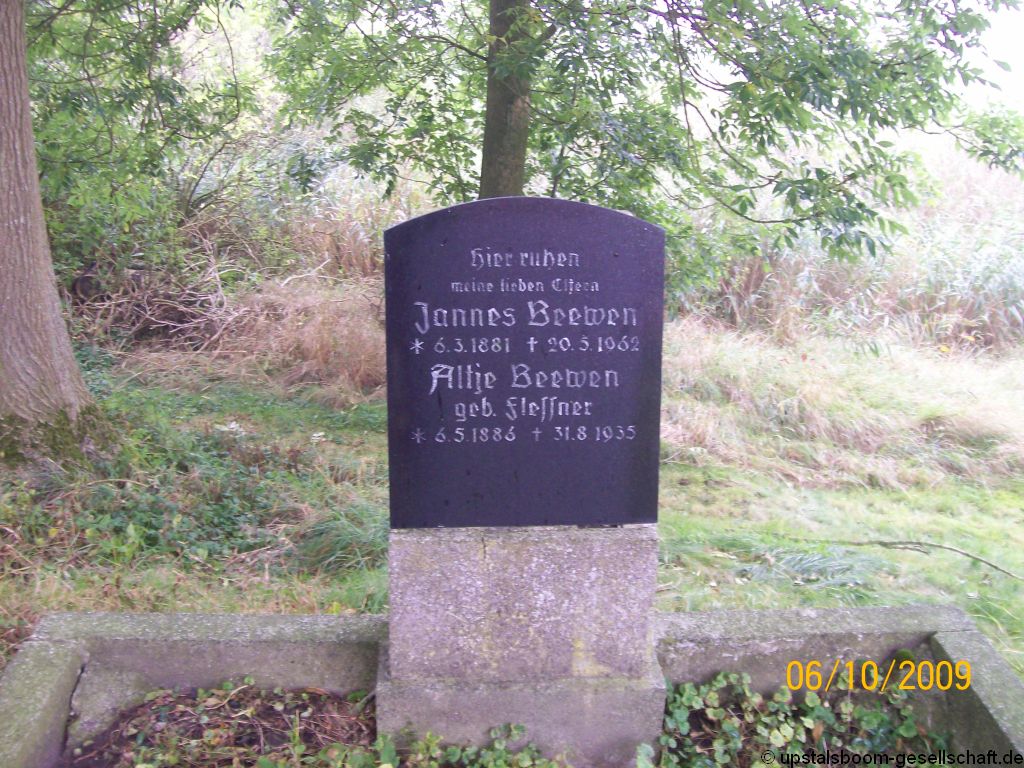 Hier ruhen
meine lieben Eltern
Jannes Beewen
* 6.3.1881 † 20.5.1962
Altje Beewen
geb. Flessner
* 6.5.1886 † 31.8.1935
06/10/2009
© upstalsboom-gesellschaft.de